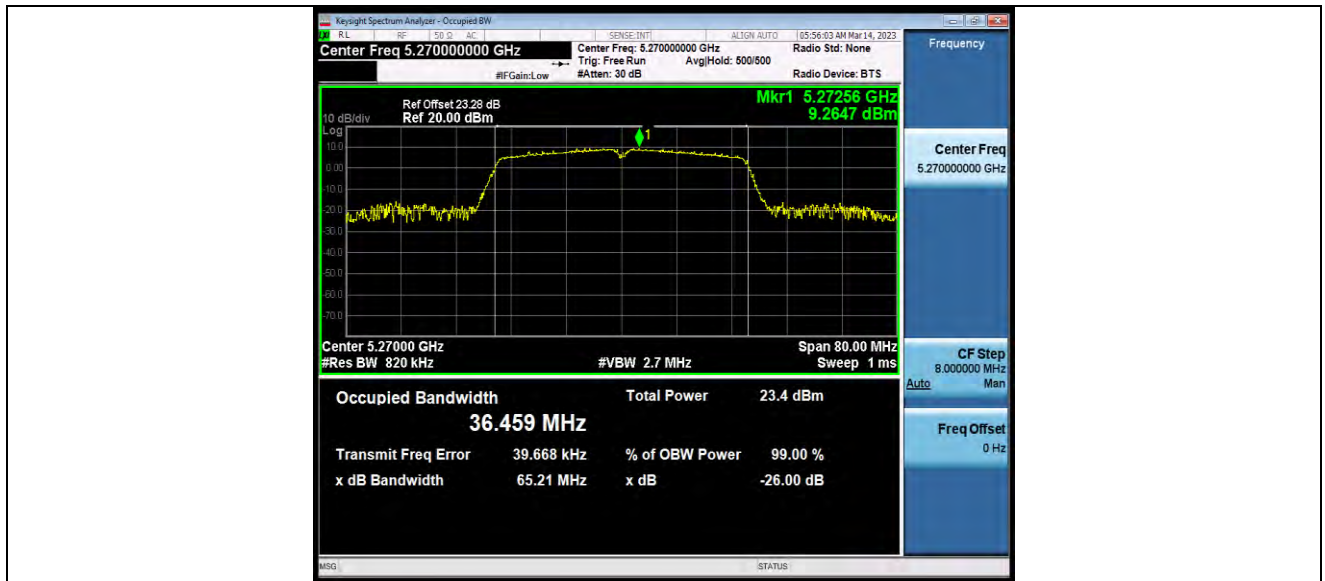 Keysight Spectrum Analyzer - Occupied BW
RL RF 50 Ω AC SENSE:INT ALIGN AUTO 05:56:03 AM Mar 14, 2023
Center Freq 5.270000000 GHz
Center Freq: 5.270000000 GHz Radio Std: None
Trig: Free Run Avg|Hold: 500/500
#IFGain:Low #Atten: 30 dB Radio Device: BTS
Frequency
Mkr1 5.27256 GHz
9.2647 dBm
Ref Offset 23.28 dB
10 dB/div Ref 20.00 dBm
Log
1
10.0
0.00
-10.0
-20.0
-30.0
-40.0
-50.0
-60.0
-70.0
Center Freq
5.270000000 GHz
Center 5.27000 GHz Span 80.00 MHz
#Res BW 820 kHz #VBW 2.7 MHz Sweep 1 ms
CF Step
8.000000 MHz
Auto Man
Occupied Bandwidth Total Power 23.4 dBm
36.459 MHz
Freq Offset
0 Hz
Transmit Freq Error 39.668 kHz % of OBW Power 99.00 %
x dB Bandwidth 65.21 MHz x dB -26.00 dB
MSG STATUS